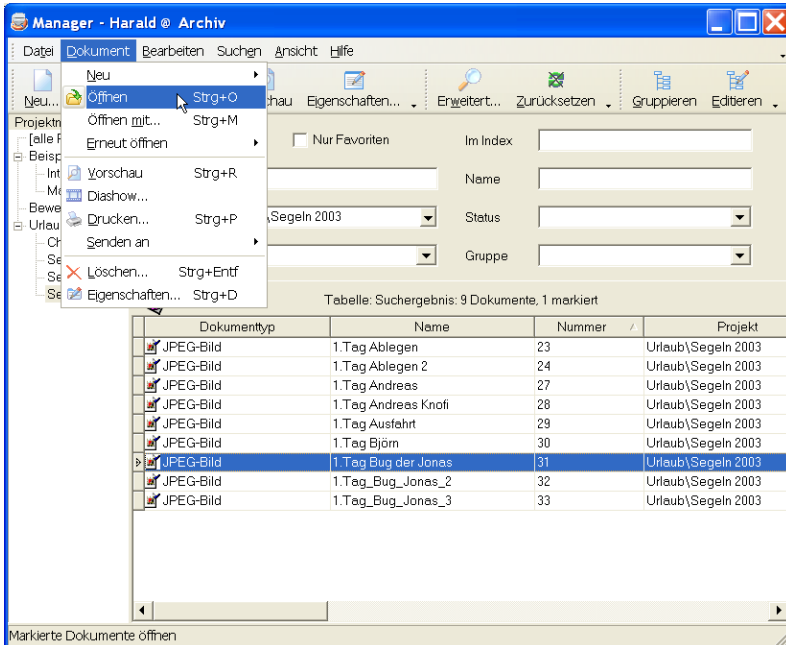 Manager - Harald @ Archiv
Datei Dokument Bearbeiten Suchen Ansicht Hilfe
Neu...
chau
Eigenschaften...
Erweitert...
Zurücksetzen
Gruppieren
Editieren
Neu
Öffnen Strg+O
Öffnen mit... Strg+M
Erneut öffnen
Vorschau Strg+R
Diashow...
Drucken... Strg+P
Senden an
Löschen... Strg+Entf
Eigenschaften... Strg+D
Projektn
[alle
Beisp
Int
Ma
Bewe
Urlau
Ch
Se
Se
Se
Nur Favoriten Im Index
Name
\Segeln 2003 Status
Gruppe
Tabelle: Suchergebnis: 9 Dokumente, 1 markiert
Dokumenttyp Name Nummer Projekt
JPEG-Bild 1.Tag Ablegen 23 Urlaub\Segeln 2003
JPEG-Bild 1.Tag Ablegen 2 24 Urlaub\Segeln 2003
JPEG-Bild 1.Tag Andreas 27 Urlaub\Segeln 2003
JPEG-Bild 1.Tag Andreas Knofi 28 Urlaub\Segeln 2003
JPEG-Bild 1.Tag Ausfahrt 29 Urlaub\Segeln 2003
JPEG-Bild 1.Tag Björn 30 Urlaub\Segeln 2003
JPEG-Bild 1.Tag Bug der Jonas 31 Urlaub\Segeln 2003
JPEG-Bild 1.Tag_Bug_Jonas_2 32 Urlaub\Segeln 2003
JPEG-Bild 1.Tag_Bug_Jonas_3 33 Urlaub\Segeln 2003
Markierte Dokumente öffnen